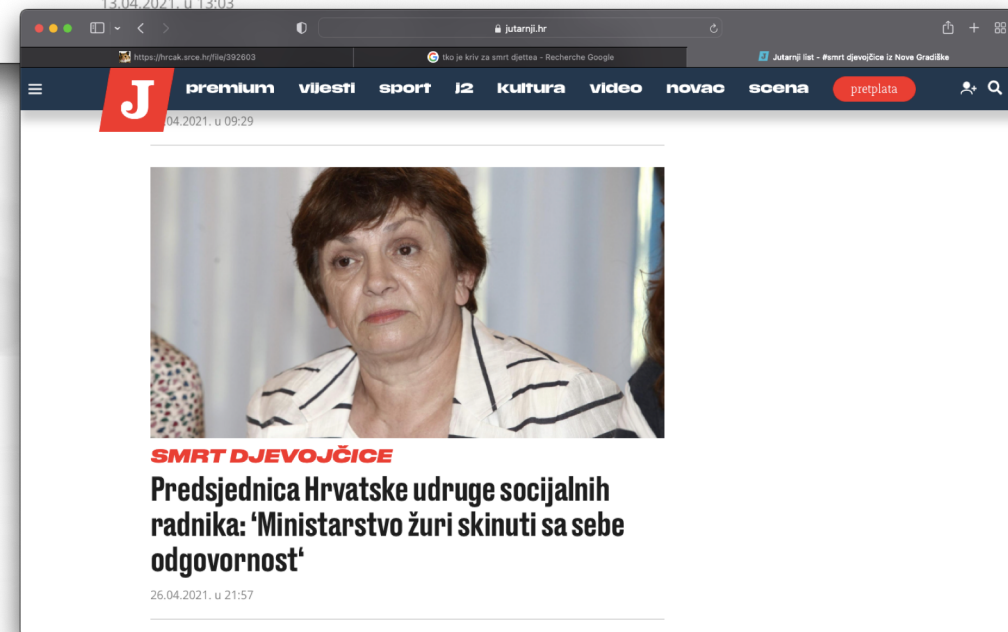 13.04.2021. u 13:03
jutarnji.hr
https://hrcak.srce.hr/file/392603
tko je kriv za smrt djettea - Recherche Google
Jutarnji list - #smrt djevojčice iz Nove Gradiške
J
premium vijesti sport j2 kultura video novac scena pretplata
.04.2021. u 09:29
SMRT DJEVOJČICE
Predsjednica Hrvatske udruge socijalnih
radnika: ‘Ministarstvo žuri skinuti sa sebe
odgovornost‘
26.04.2021. u 21:57